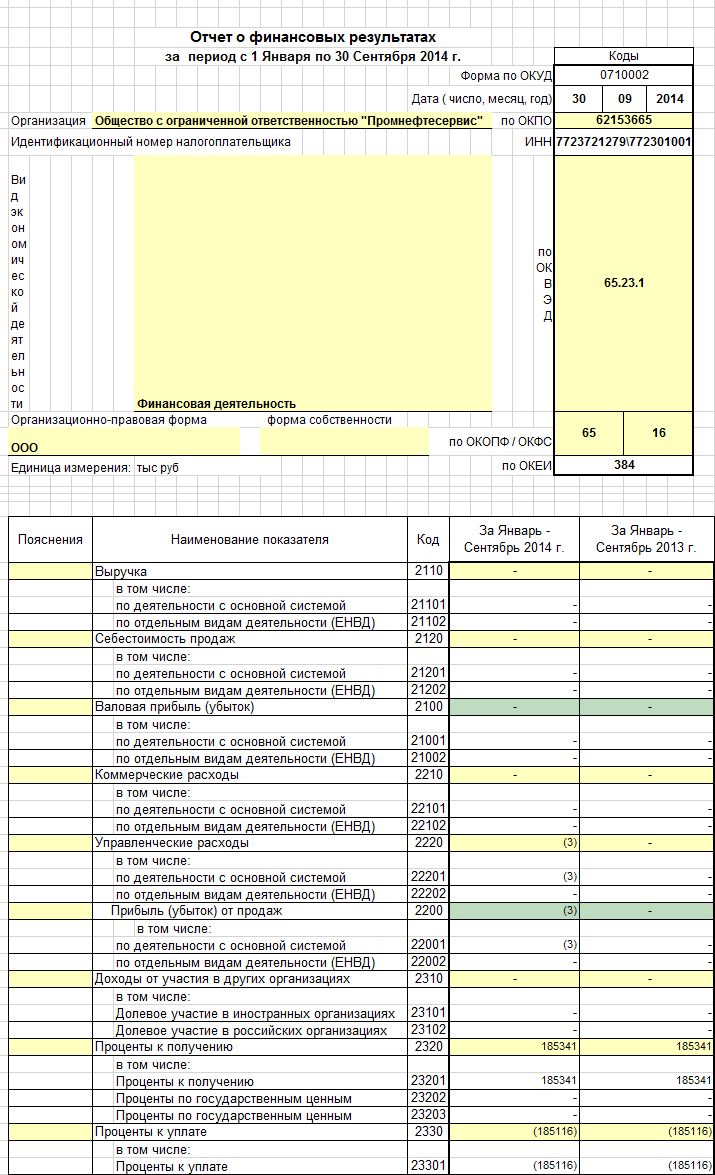 Отчет о финансовых результатах
за период с 1 Января по 30 Сентября 2014 г.
Коды
Форма по ОКУД 0710002
Дата ( число, месяц, год) 30 09 2014
Организация Общество с ограниченной ответственностью "Промнефтесервис" по ОКПО 62153665
Идентификационный номер налогоплательщика ИНН 7723721279\772301001
Ви
д
эк
он
ом
ич
ес
ко
й
де
ят
ел
ьн
ос
ти
Финансовая деятельность
по
ОК
В
Э
Д
65.23.1
Организационно-правовая форма форма собственности
ООО
по ОКОПФ / ОКФС 65 16
Единица измерения: тыс руб по ОКЕИ 384
Пояснения Наименование показателя Код За Январь - Сентябрь 2014 г. За Январь - Сентябрь 2013 г.
Выручка 2110 - -
в том числе:
по деятельности с основной системой 21101 - -
по отдельным видам деятельности (ЕНВД) 21102 - -
Себестоимость продаж 2120 - -
в том числе:
по деятельности с основной системой 21201 - -
по отдельным видам деятельности (ЕНВД) 21202 - -
Валовая прибыль (убыток) 2100 - -
в том числе:
по деятельности с основной системой 21001 - -
по отдельным видам деятельности (ЕНВД) 21002 - -
Коммерческие расходы 2210 - -
в том числе:
по деятельности с основной системой 22101 - -
по отдельным видам деятельности (ЕНВД) 22102 - -
Управленческие расходы 2220 (3) -
в том числе:
по деятельности с основной системой 22201 (3) -
по отдельным видам деятельности (ЕНВД) 22202 - -
Прибыль (убыток) от продаж 2200 (3) -
в том числе:
по деятельности с основной системой 22001 (3) -
по отдельным видам деятельности (ЕНВД) 22002 - -
Доходы от участия в других организациях 2310 - -
в том числе:
Долевое участие в иностранных организациях 23101 - -
Долевое участие в российских организациях 23102 - -
Проценты к получению 2320 185341 185341
в том числе:
Проценты к получению 23201 185341 185341
Проценты по государственным ценным 23202 - -
Проценты по государственным ценным 23203 - -
Проценты к уплате 2330 (185116) (185116)
в том числе:
Проценты к уплате 23301 (185116) (185116)